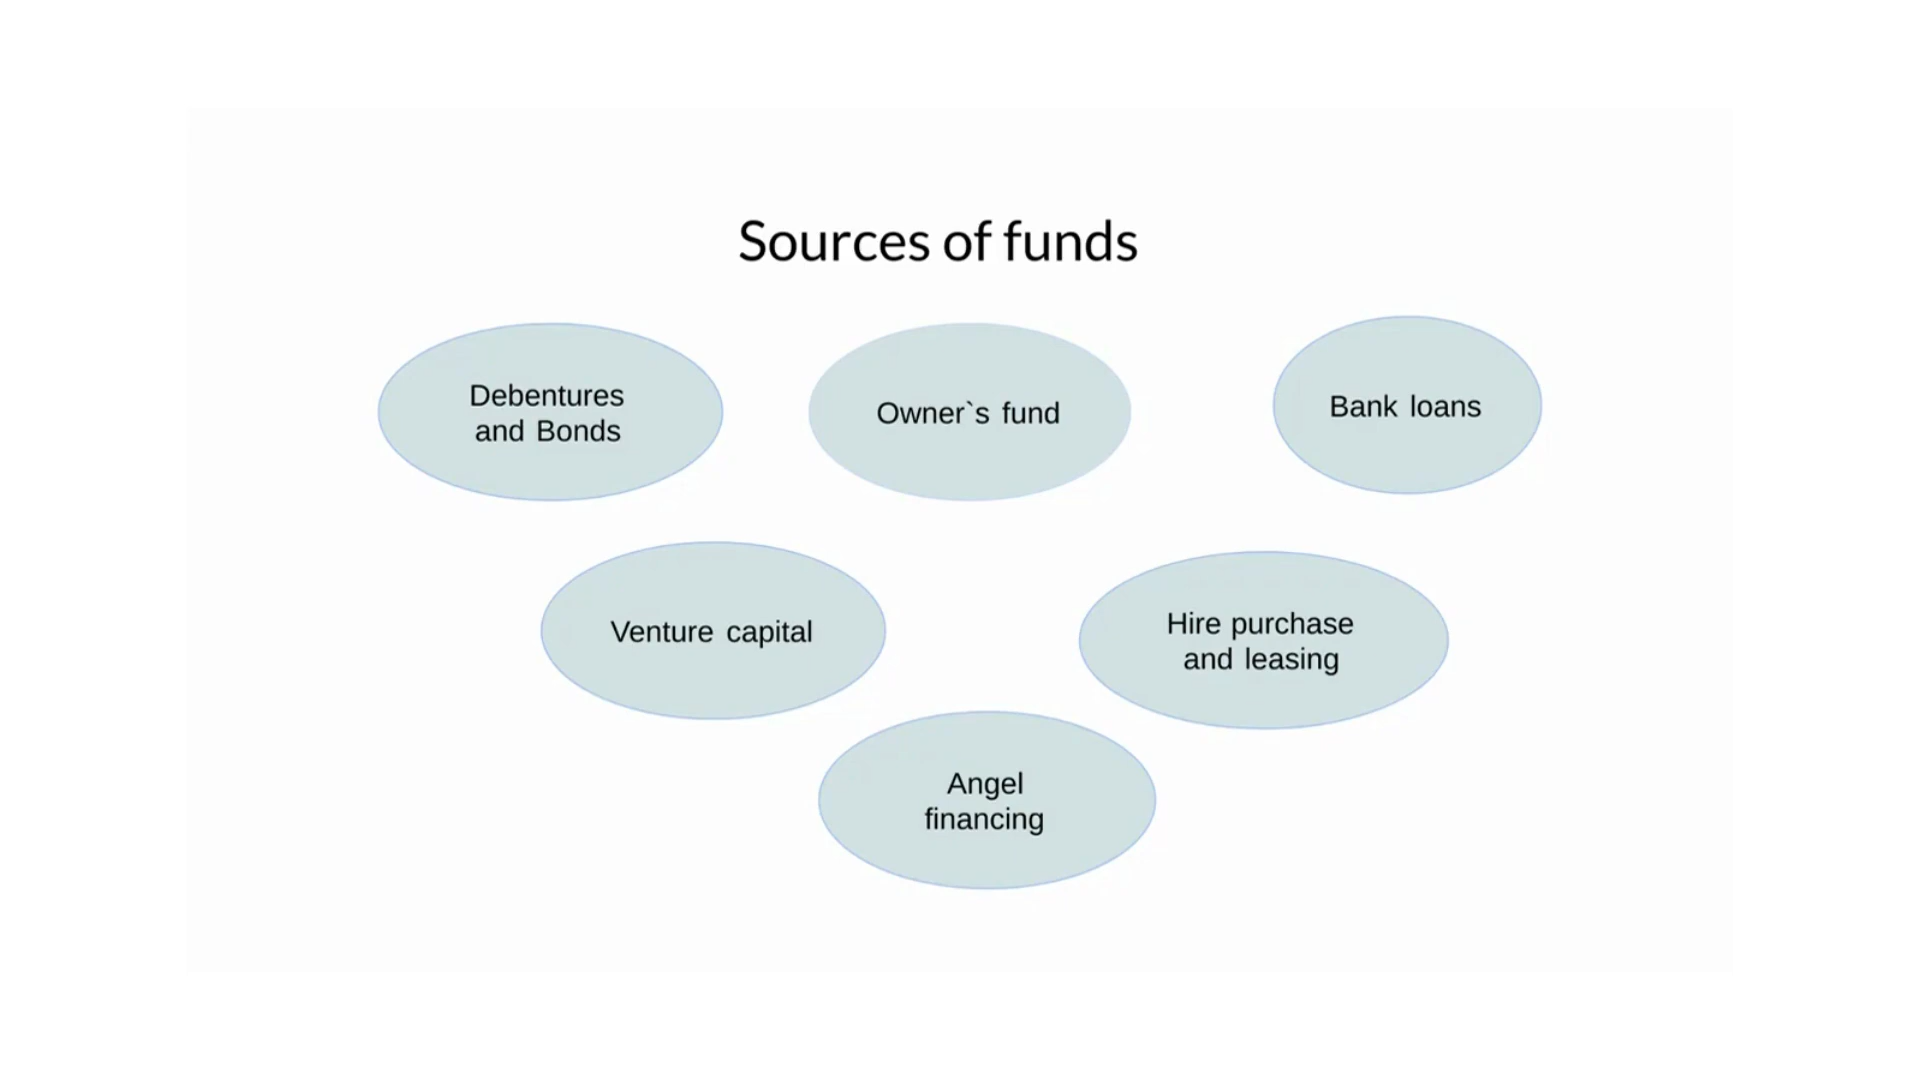 Sources of funds
Debentures
and Bonds
Owner`s fund
Bank loans
Venture capital
Hire purchase
and leasing
Angel
financing